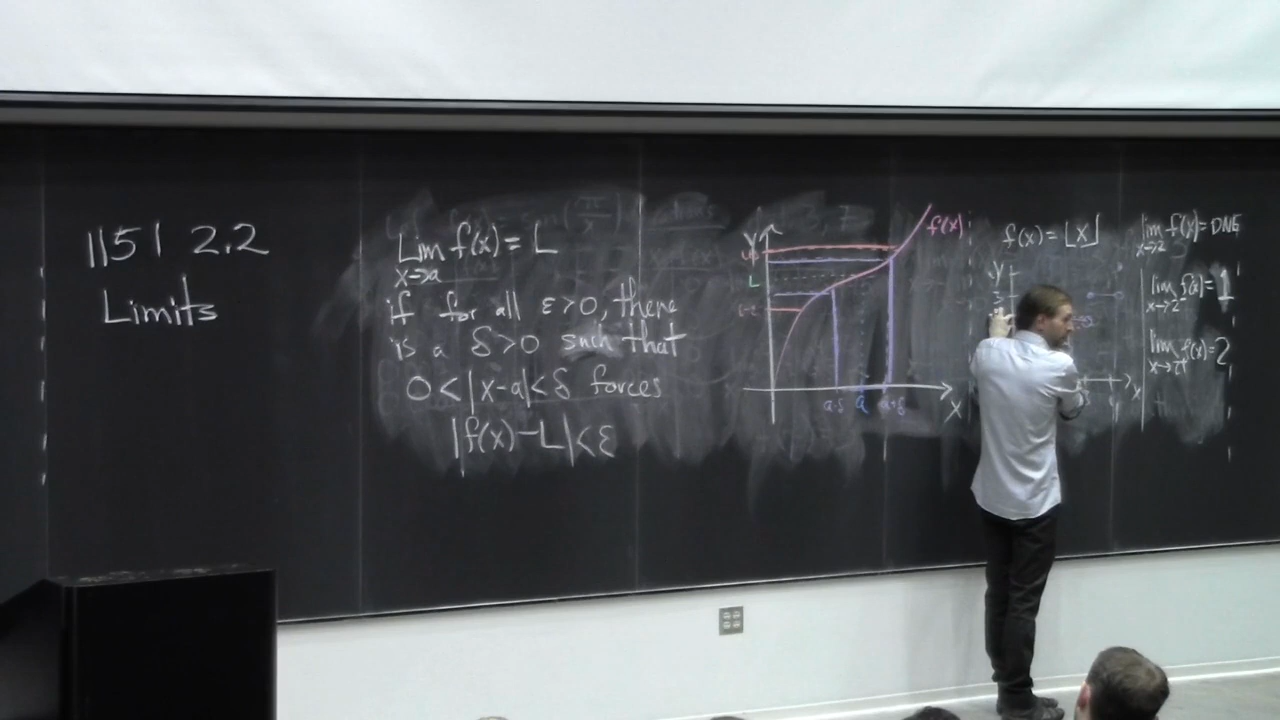 1151 2.2
Limits
Lim f(x) = L
x→a
if for all ε>0, there
is a δ>0 such that
0<|x-a|<δ forces
|f(x)-L|<ε
y
L
L-ε
a-δ a a+δ
x
f(x)
f(x) = ⌊x⌋
y
x
lim f(x) = DNE
x→2
lim f(x) = 1
x→2⁻
lim f(x) = 2
x→2⁺